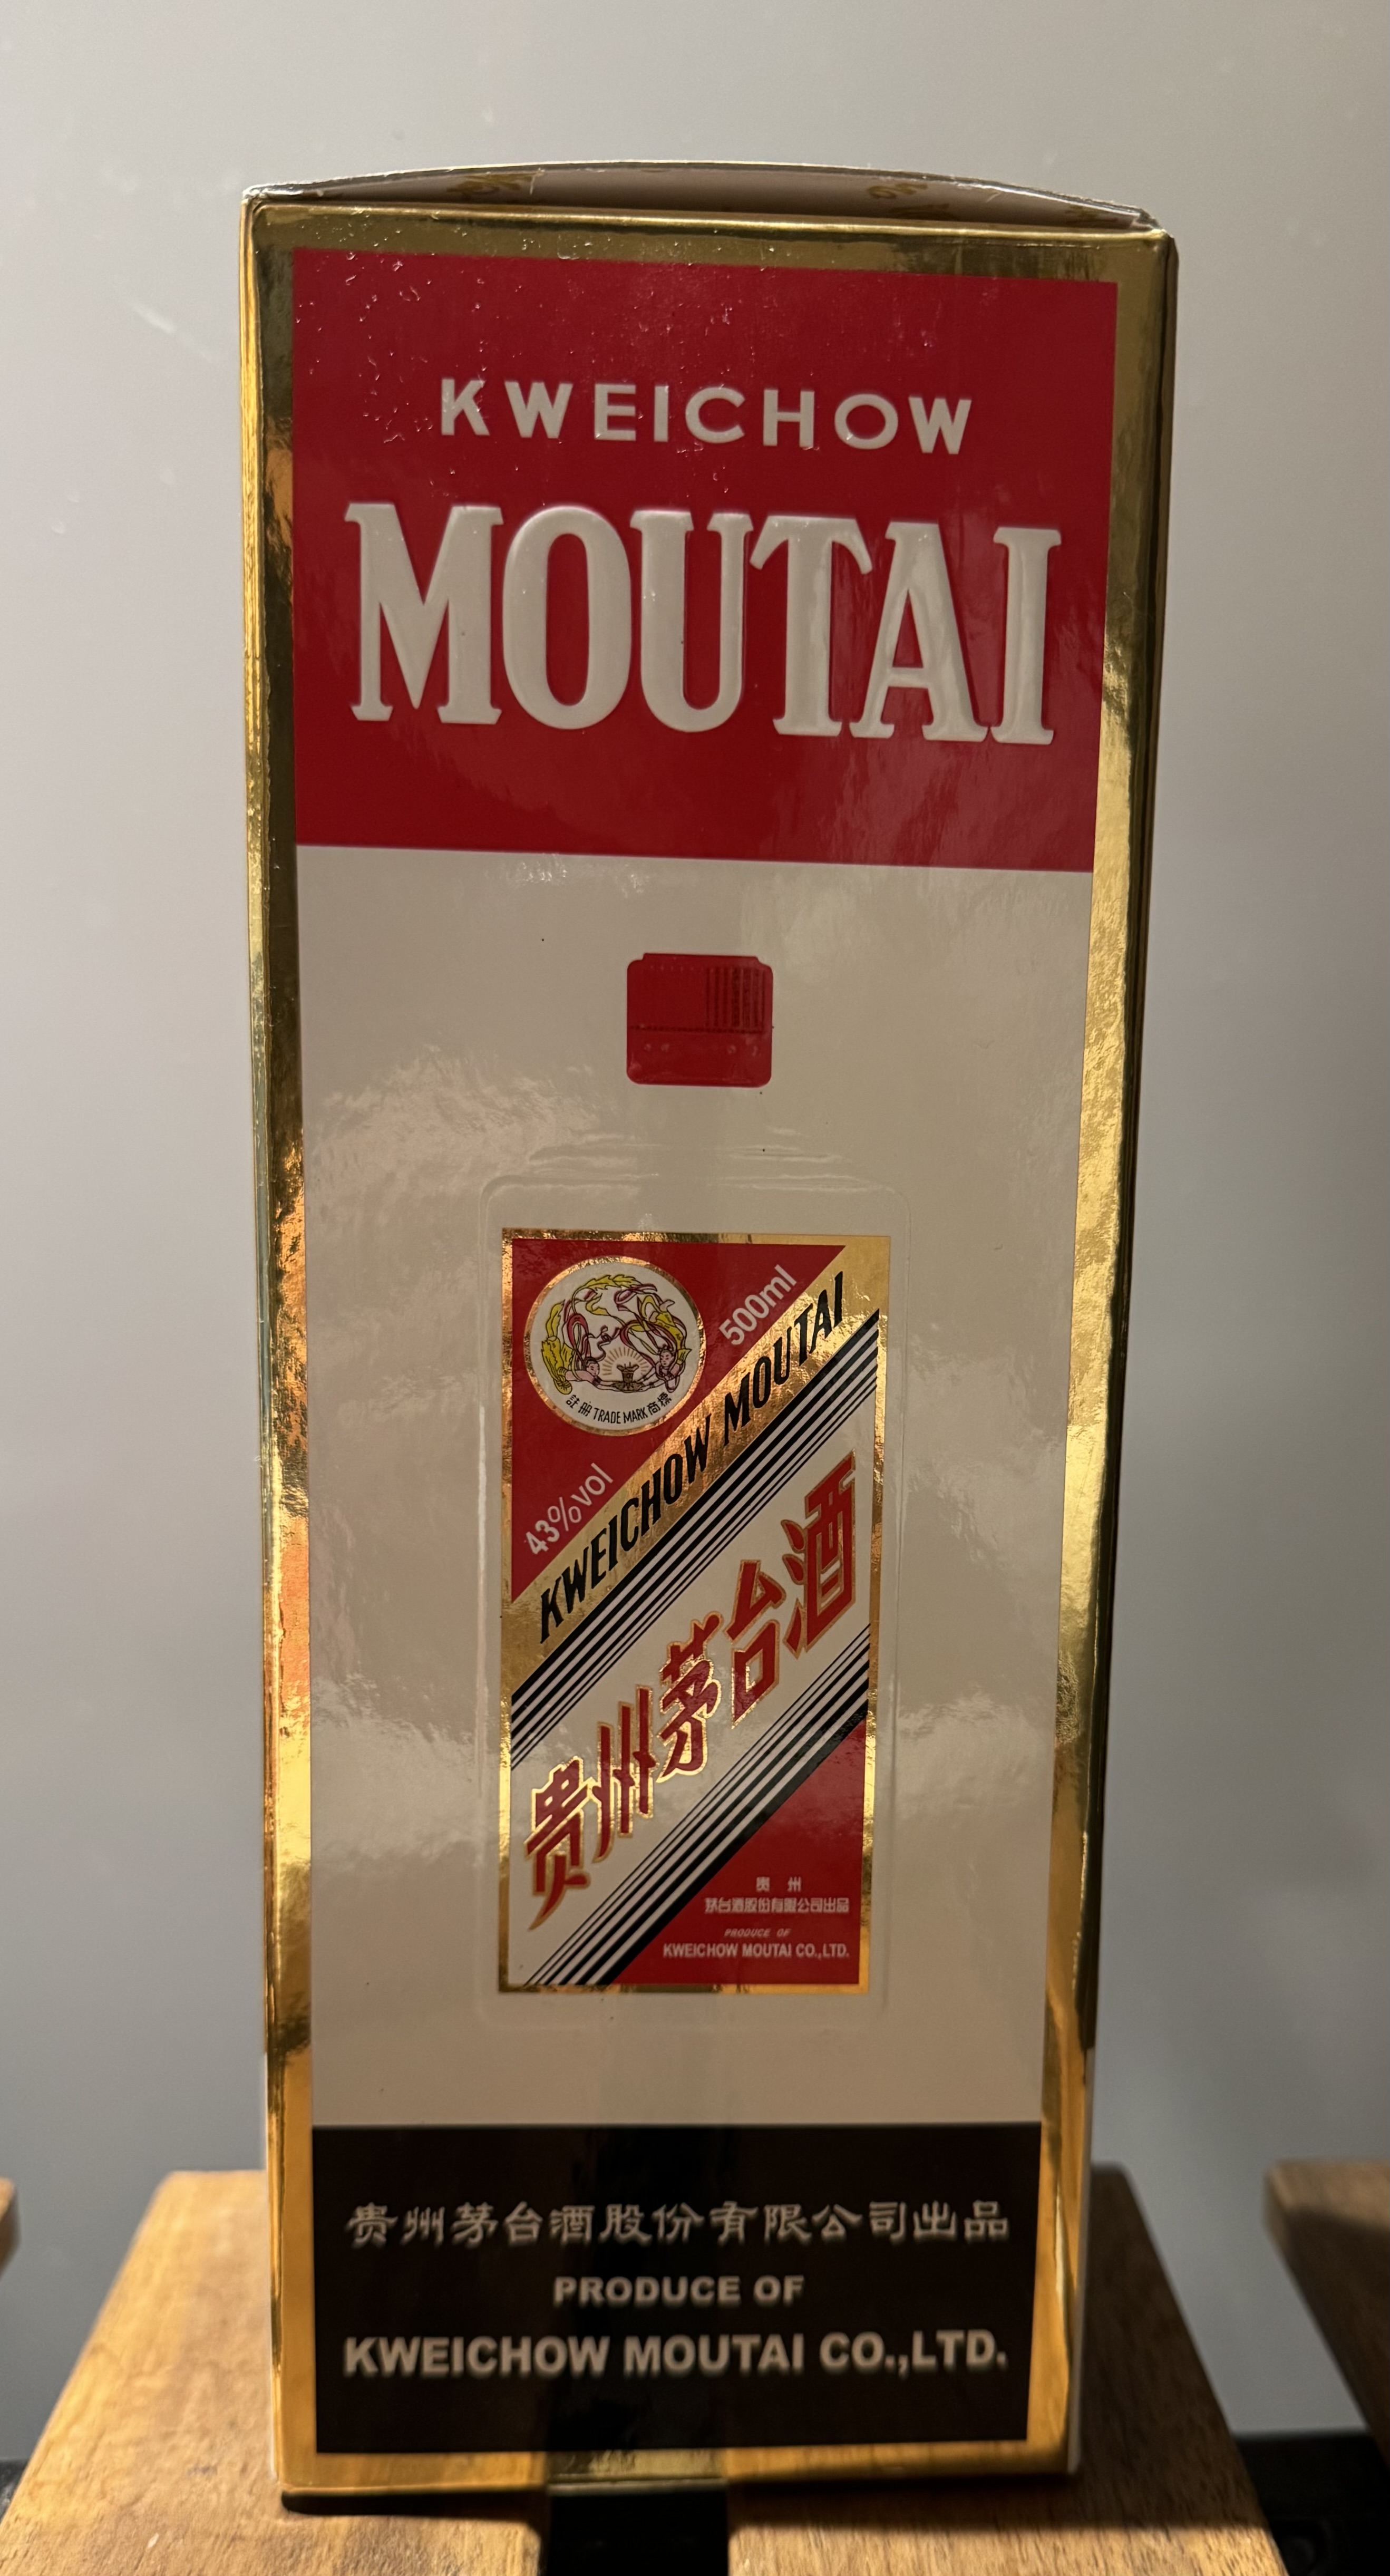 KWEICHOW
MOUTAI
註册 TRADE MARK 商標
500ml
43%vol
KWEICHOW MOUTAI
贵州茅台酒
贵 州
茅台酒股份有限公司出品
PRODUCE OF
KWEICHOW MOUTAI CO.,LTD.
贵州茅台酒股份有限公司出品
PRODUCE OF
KWEICHOW MOUTAI CO.,LTD.